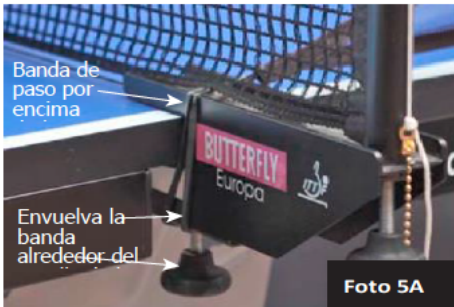 Banda de
paso por
encima
BUTTERFLY
Europa
Envuelva la
banda
alrededor del
Foto 5A